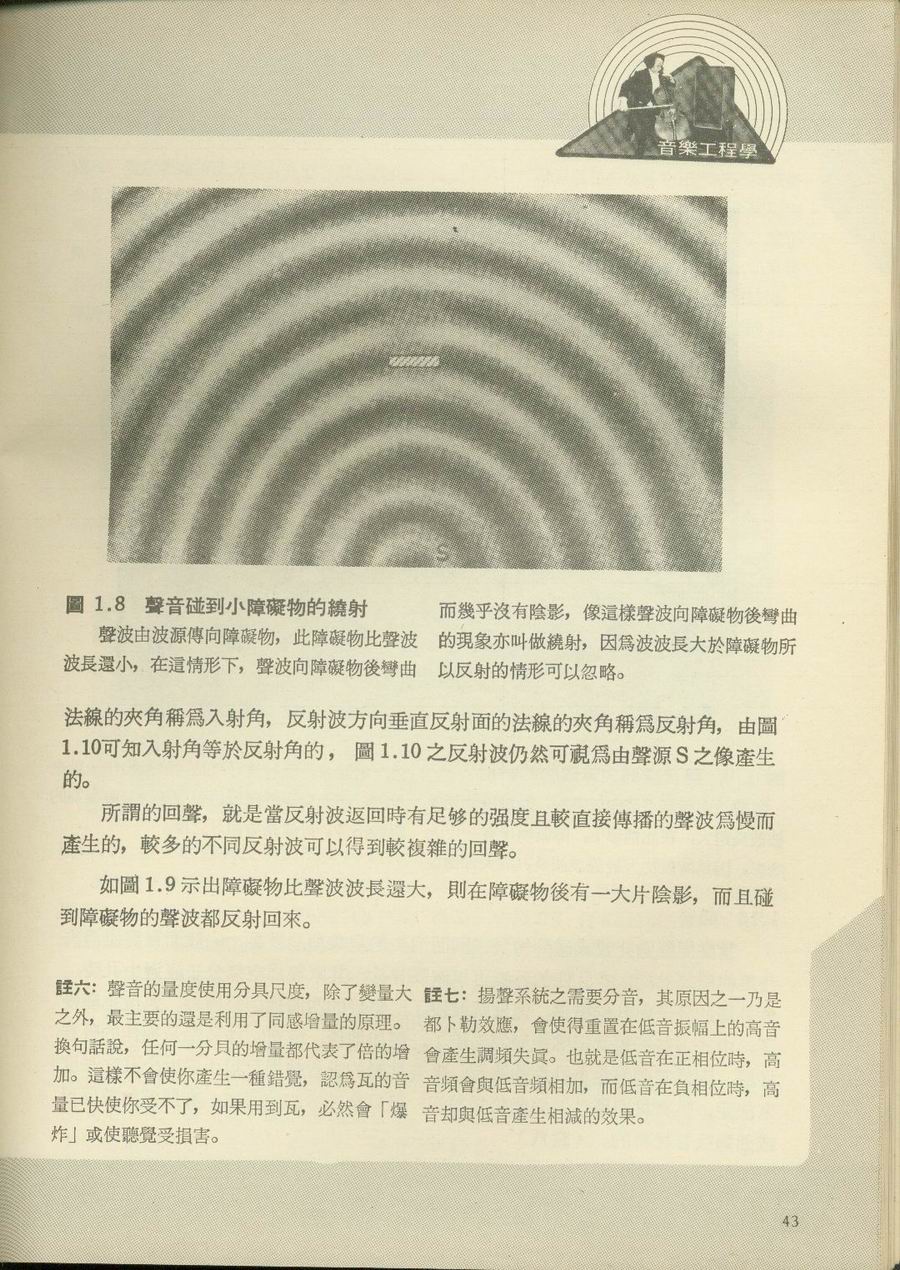 音樂工程學
S
圖 1.8 聲音碰到小障礙物的繞射
聲波由波源傳向障礙物，此障礙物比聲波
波長還小，在這情形下，聲波向障礙物後彎曲
而幾乎沒有陰影，像這樣聲波向障礙物後彎曲
的現象亦叫做繞射，因爲波波長大於障礙物所
以反射的情形可以忽略。
法線的夾角稱爲入射角，反射波方向垂直反射面的法線的夾角稱爲反射角，由圖
1.10可知入射角等於反射角的，圖 1.10 之反射波仍然可視爲由聲源 S 之像產生
的。
所謂的回聲，就是當反射波返回時有足够的强度且較直接傳播的聲波爲慢而
產生的，較多的不同反射波可以得到較複雜的回聲。
如圖 1.9 示出障礙物比聲波波長還大，則在障礙物後有一大片陰影，而且碰
到障礙物的聲波都反射回來。
註六：聲音的量度使用分具尺度，除了變量大
之外，最主要的還是利用了同感增量的原理。
換句話說，任何一分貝的增量都代表了倍的增
加。這樣不會使你產生一種錯覺，認爲瓦的音
量已快使你受不了，如果用到瓦，必然會「爆
炸」或使聽覺受損害。
註七：揚聲系統之需要分音，其原因之一乃是
都卜勒效應，會使得重置在低音振幅上的高音
會產生調頻失眞。也就是低音在正相位時，高
音頻會與低音頻相加，而低音在負相位時，高
音却與低音產生相減的效果。
43